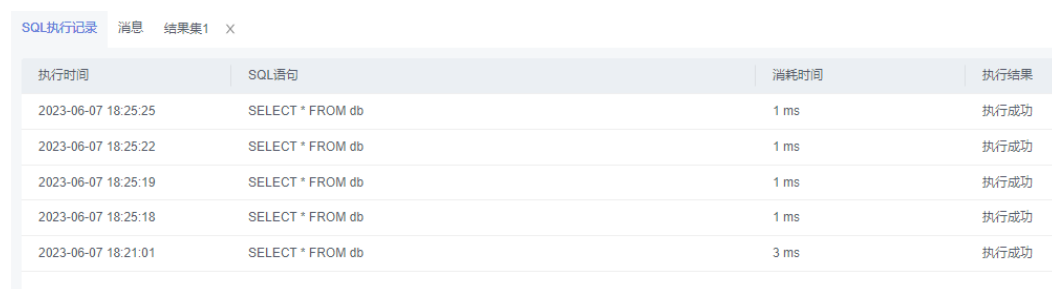 SQL执行记录 消息 结果集1 X
执行时间 SQL语句 消耗时间 执行结果
2023-06-07 18:25:25 SELECT * FROM db 1 ms 执行成功
2023-06-07 18:25:22 SELECT * FROM db 1 ms 执行成功
2023-06-07 18:25:19 SELECT * FROM db 1 ms 执行成功
2023-06-07 18:25:18 SELECT * FROM db 1 ms 执行成功
2023-06-07 18:21:01 SELECT * FROM db 3 ms 执行成功